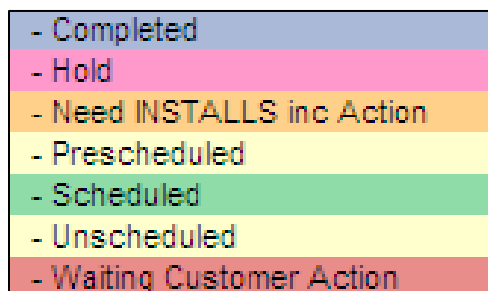 - Completed
- Hold
- Need INSTALLS inc Action
- Prescheduled
- Scheduled
- Unscheduled
- Waiting Customer Action